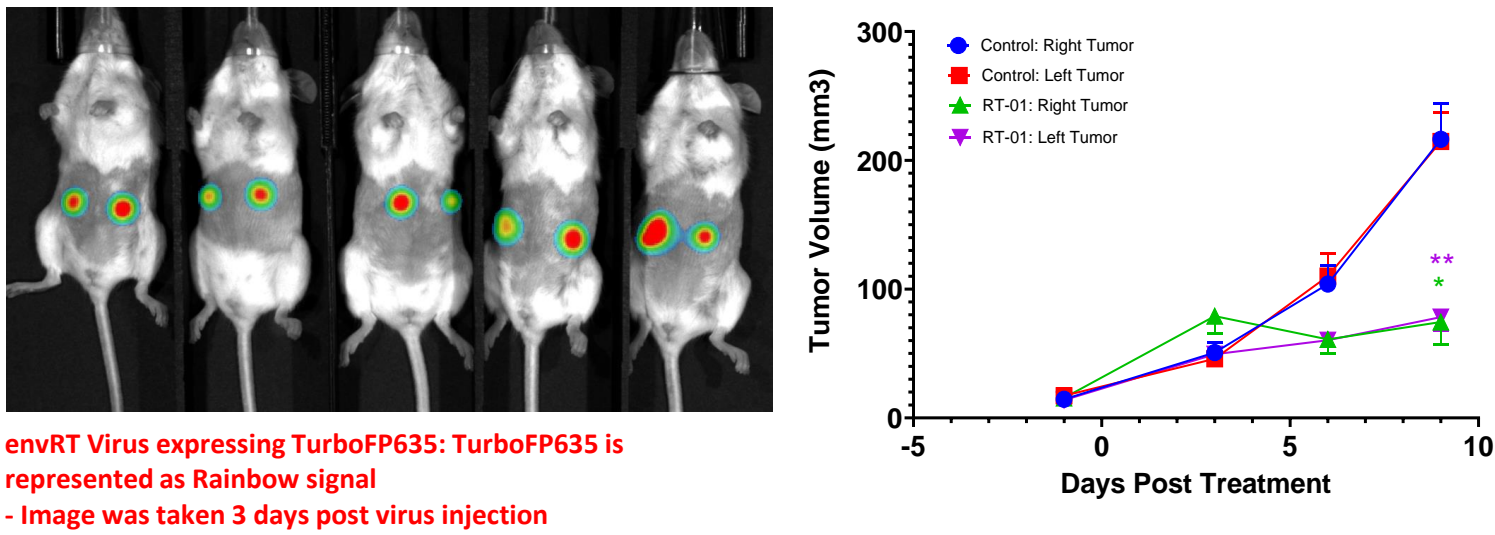 envRT Virus expressing TurboFP635: TurboFP635 is
represented as Rainbow signal
- Image was taken 3 days post virus injection
Tumor Volume (mm3)
300
200
100
0
Control: Right Tumor
Control: Left Tumor
RT-01: Right Tumor
RT-01: Left Tumor
**
*
-5
0
5
10
Days Post Treatment